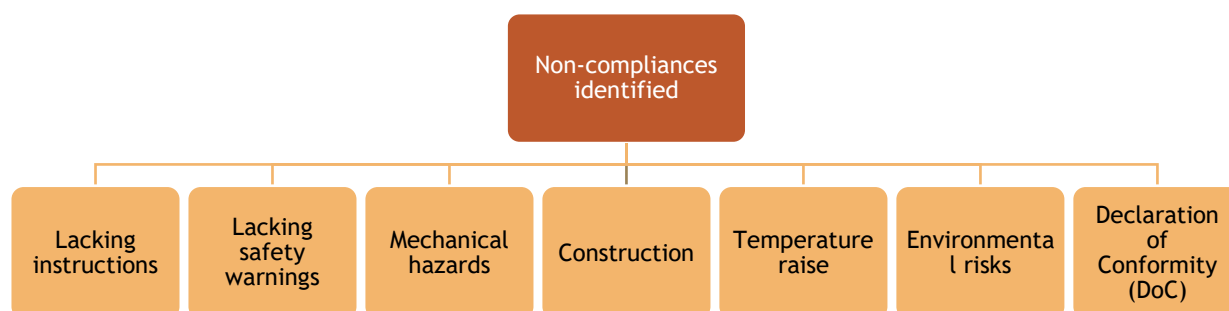 Non-compliances
identified
Lacking
instructions
Lacking
safety
warnings
Mechanical
hazards
Construction
Temperature
raise
Environmenta
l risks
Declaration
of
Conformity
(DoC)